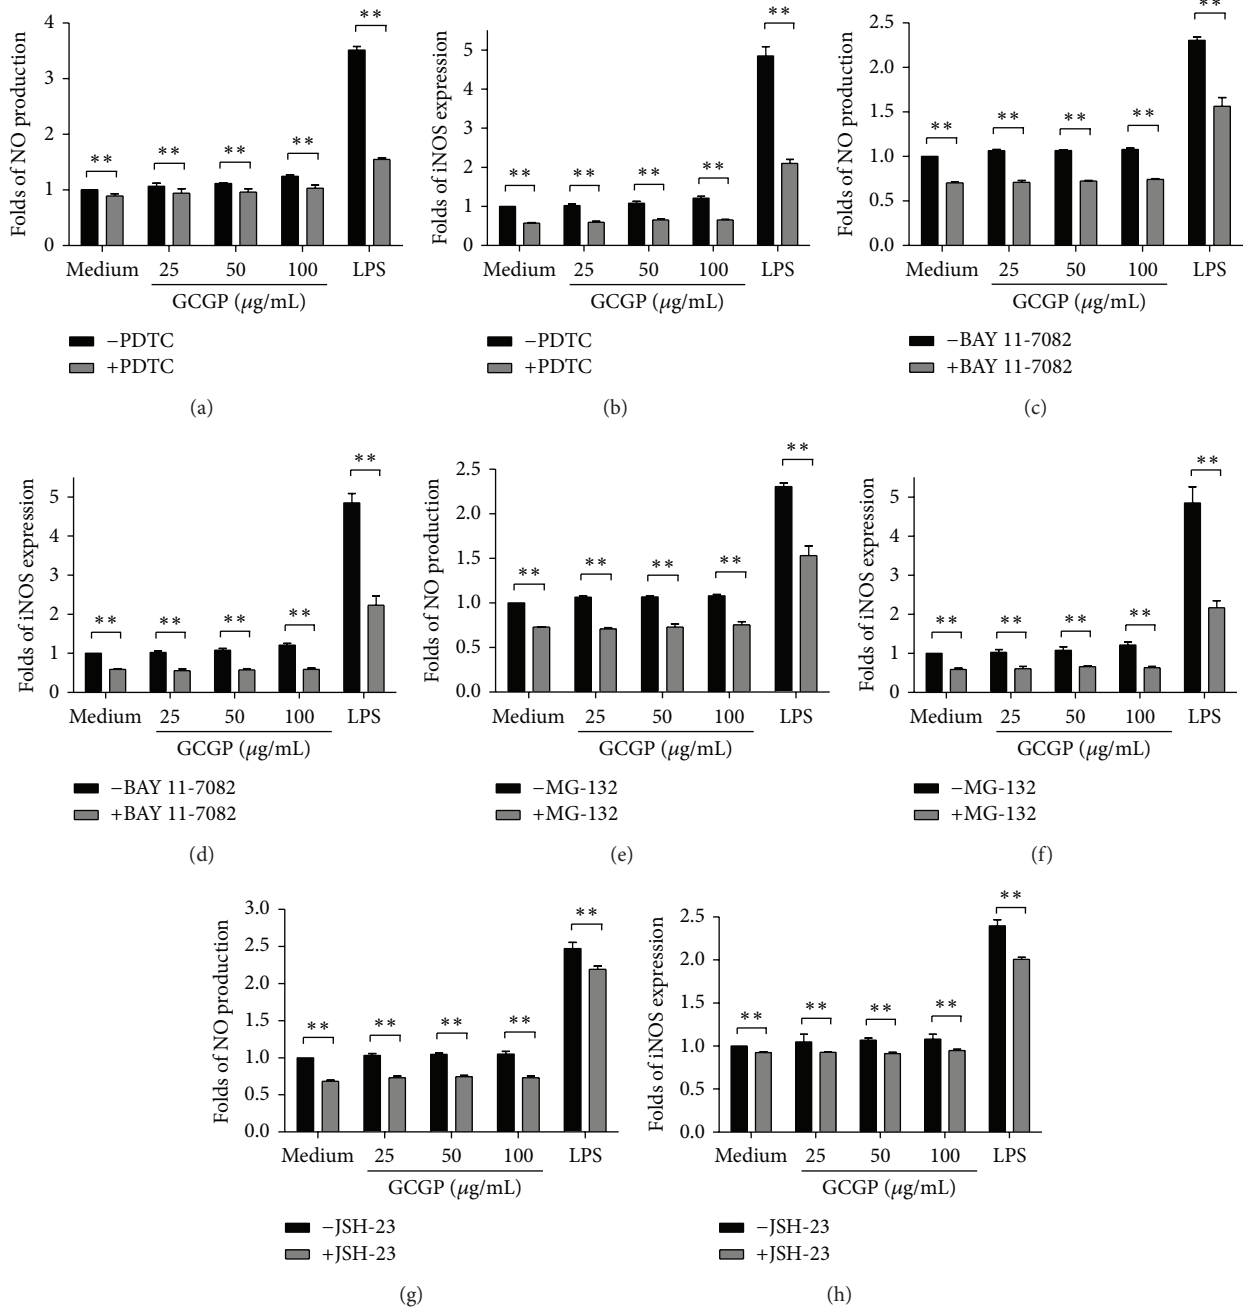 **
4
**
3
2
**
**
**
**
1
0
Folds of NO production
Medium
25
50
100
LPS
GCGP (μg/mL)
−PDTC
+PDTC
(a)
**
5
4
3
2
**
**
**
**
1
0
Folds of iNOS expression
Medium
25
50
100
LPS
GCGP (μg/mL)
−PDTC
+PDTC
(b)
**
2.5
2.0
1.5
**
**
**
**
1.0
0.5
0.0
Folds of NO production
Medium
25
50
100
LPS
GCGP (μg/mL)
−BAY 11-7082
+BAY 11-7082
(c)
**
5
4
3
2
**
**
**
**
1
0
Folds of iNOS expression
Medium
25
50
100
LPS
GCGP (μg/mL)
−BAY 11-7082
+BAY 11-7082
(d)
**
2.5
2.0
1.5
**
**
**
**
1.0
0.5
0.0
Folds of NO production
Medium
25
50
100
LPS
GCGP (μg/mL)
−MG-132
+MG-132
(e)
**
5
4
3
2
**
**
**
**
1
0
Folds of iNOS expression
Medium
25
50
100
LPS
GCGP (μg/mL)
−MG-132
+MG-132
(f)
3.0
**
2.5
2.0
1.5
**
**
**
**
1.0
0.5
0.0
Folds of NO production
Medium
25
50
100
LPS
GCGP (μg/mL)
−JSH-23
+JSH-23
(g)
**
2.5
2.0
1.5
**
**
**
**
1.0
0.5
0.0
Folds of iNOS expression
Medium
25
50
100
LPS
GCGP (μg/mL)
−JSH-23
+JSH-23
(h)